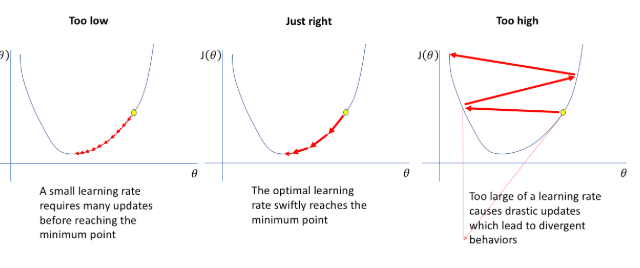 Too low
Just right
Too high
θ)
J(θ)
J(θ)
θ
θ
θ
A small learning rate
requires many updates
before reaching the
minimum point
The optimal learning
rate swiftly reaches the
minimum point
Too large of a learning rate
causes drastic updates
which lead to divergent
behaviors